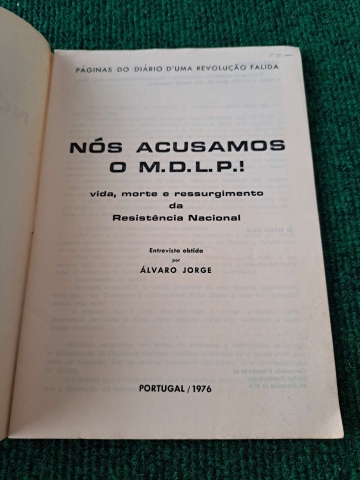 PÁGINAS DO DIÁRIO D'UMA REVOLUÇÃO FALIDA
NÓS ACUSAMOS
O M.D.L.P.!
vida, morte e ressurgimento
da
Resistência Nacional
Entrevista obtida
por
ÁLVARO JORGE
PORTUGAL / 1976